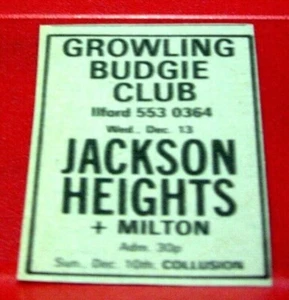 GROWLING
BUDGIE
CLUB
Ilford 553 0364
Wed., Dec. 13
JACKSON
HEIGHTS
+ MILTON
Adm. 30p
Sun., Dec. 10th, COLLUSION